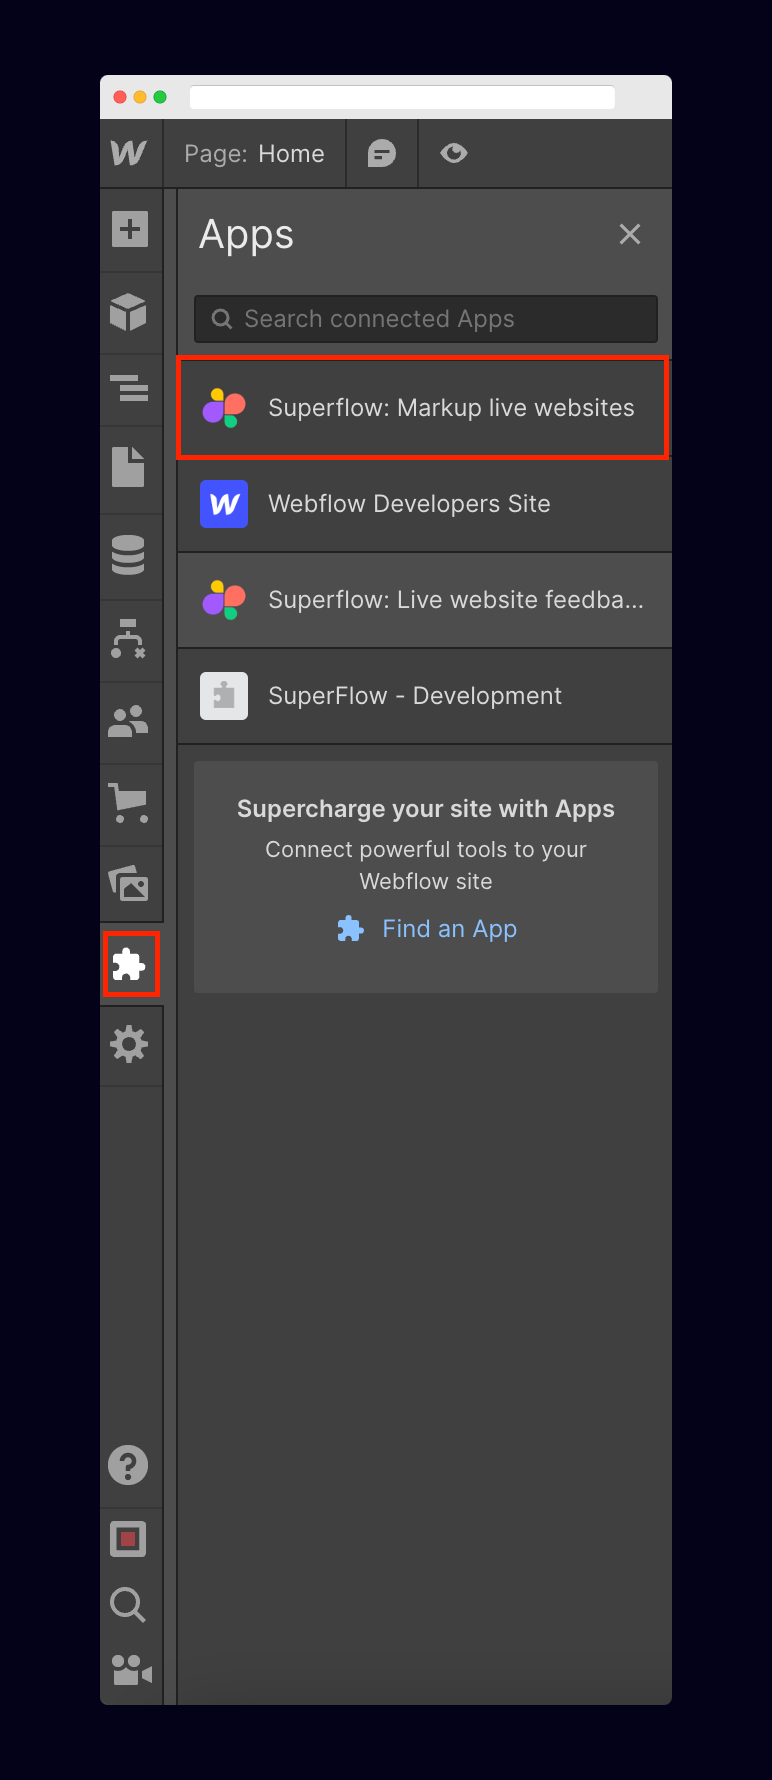 Page: Home
Apps
Search connected Apps
Superflow: Markup live websites
Webflow Developers Site
Superflow: Live website feedba...
SuperFlow - Development
Supercharge your site with Apps
Connect powerful tools to your
Webflow site
Find an App